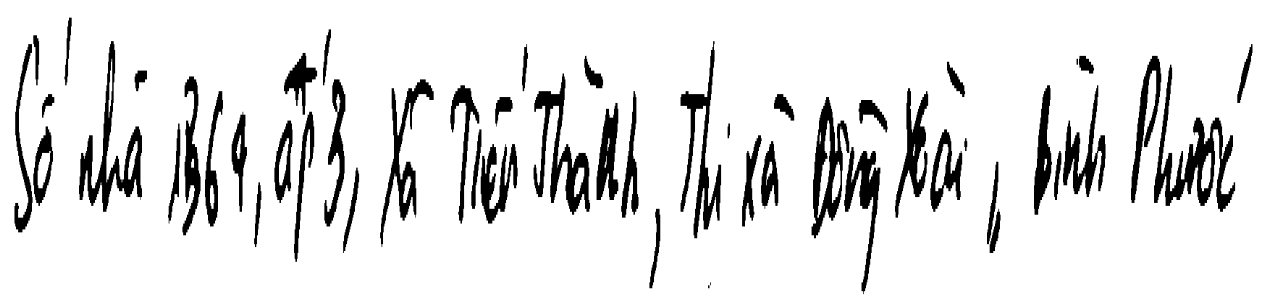 Số nhà 1364, ấp 3, Xã Tiến Thành, Thị xã Đồng Xoài, Bình Phước